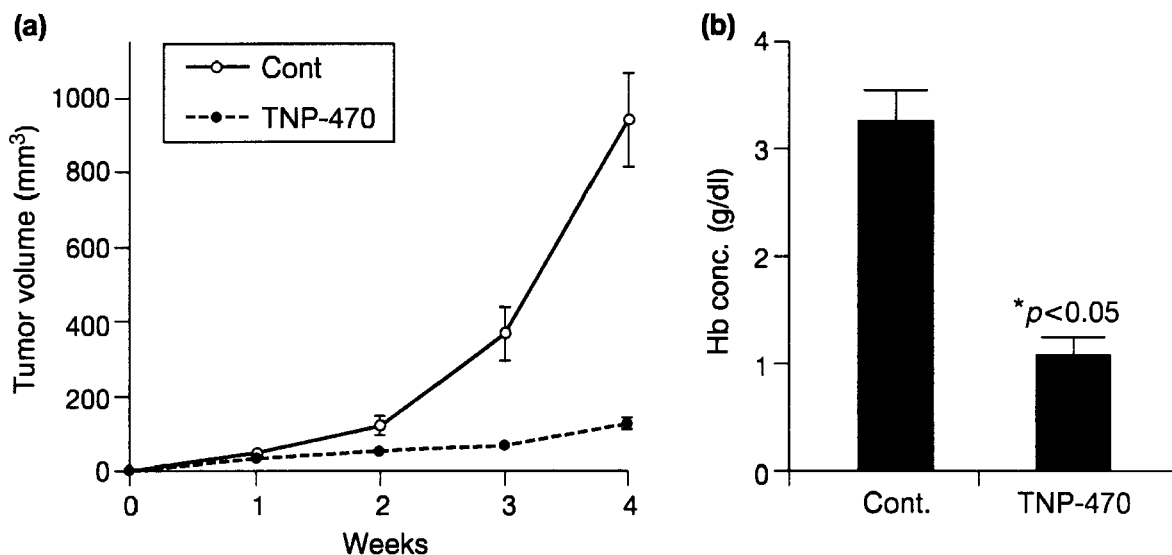 (a)
Cont
TNP-470
Tumor volume (mm³)
1000
800
600
400
200
0
0 1 2 3 4
Weeks
(b)
Hb conc. (g/dl)
4
3
2
1
0
*p<0.05
Cont. TNP-470